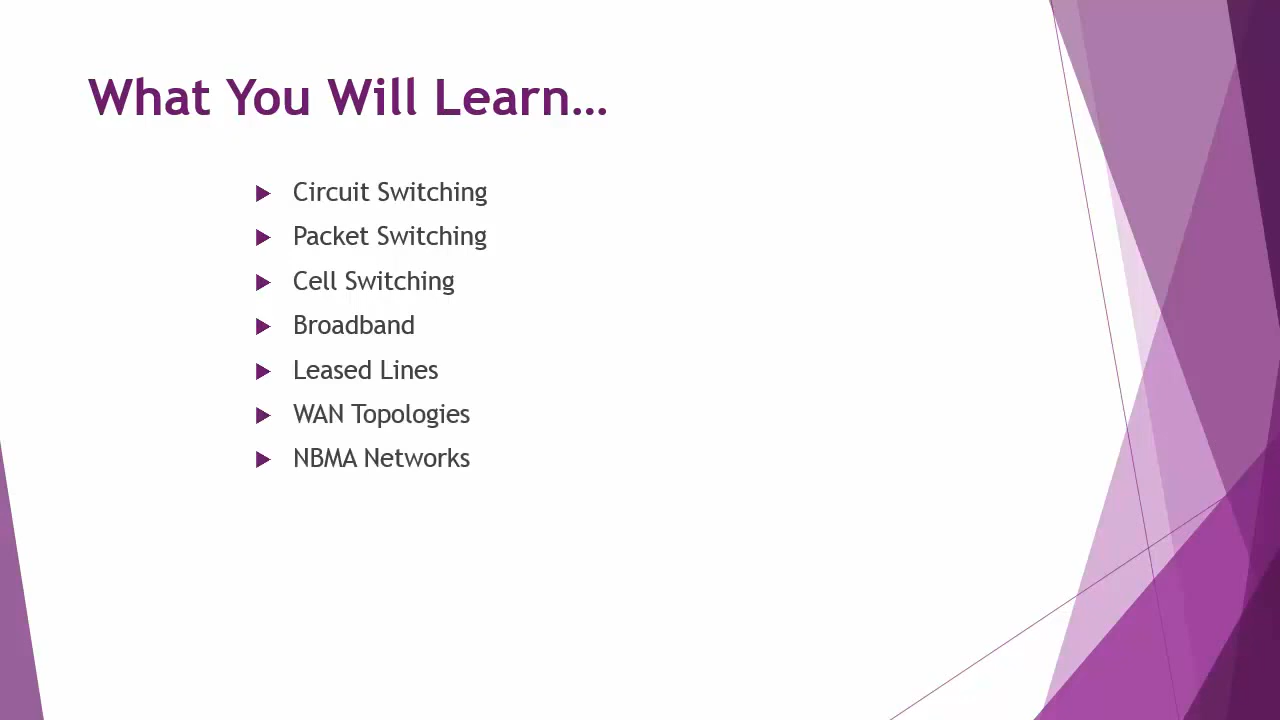 What You Will Learn…
Circuit Switching
Packet Switching
Cell Switching
Broadband
Leased Lines
WAN Topologies
NBMA Networks